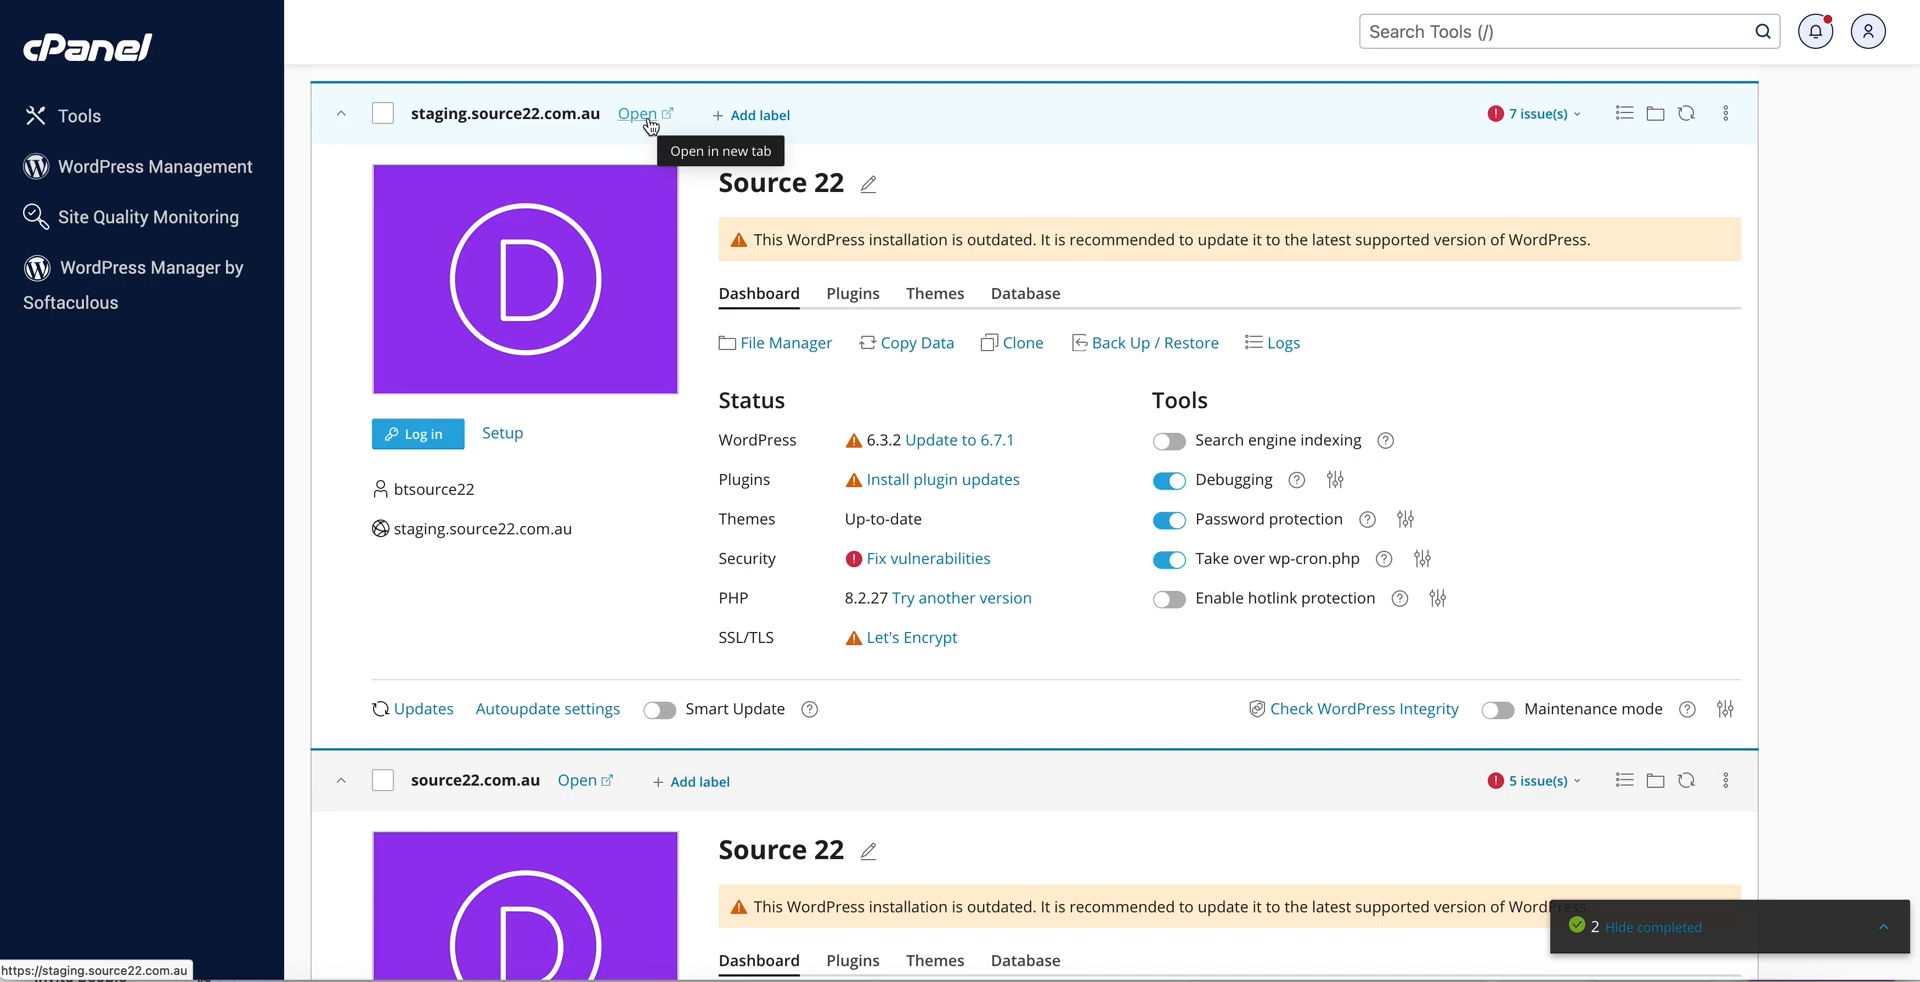 cPanel
Search Tools (/)
Tools
WordPress Management
Site Quality Monitoring
WordPress Manager by
Softaculous
staging.source22.com.au Open + Add label 7 issue(s)
Open in new tab
Source 22
This WordPress installation is outdated. It is recommended to update it to the latest supported version of WordPress.
Dashboard Plugins Themes Database
File Manager Copy Data Clone Back Up / Restore Logs
D
Log in Setup
btsource22
staging.source22.com.au
Status
WordPress 6.3.2 Update to 6.7.1
Plugins Install plugin updates
Themes Up-to-date
Security Fix vulnerabilities
PHP 8.2.27 Try another version
SSL/TLS Let's Encrypt
Tools
Search engine indexing
Debugging
Password protection
Take over wp-cron.php
Enable hotlink protection
Updates Autoupdate settings Smart Update Check WordPress Integrity Maintenance mode
source22.com.au Open + Add label 5 issue(s)
Source 22
This WordPress installation is outdated. It is recommended to update it to the latest supported version of
D
Dashboard Plugins Themes Database
2 Hide completed
https://staging.source22.com.au